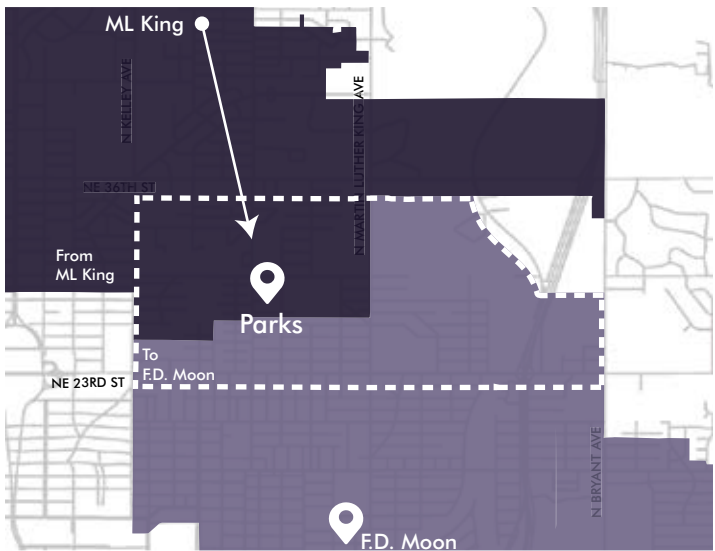 ML King
N KELLEY AVE
N MARTIN LUTHER KING AVE
NE 36TH ST
From
ML King
Parks
To
F.D. Moon
NE 23RD ST
N BRYANT AVE
F.D. Moon